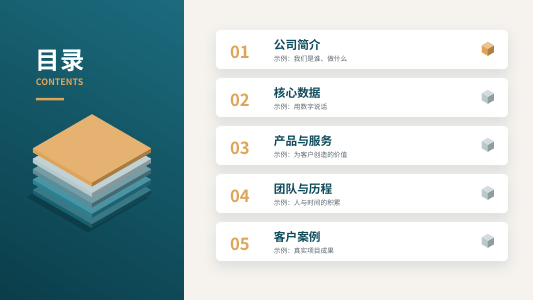 目录
CONTENTS
01
公司简介
示例：我们是谁、做什么
02
核心数据
示例：用数字说话
03
产品与服务
示例：为客户创造的价值
04
团队与历程
示例：人与时间的积累
05
客户案例
示例：真实项目成果